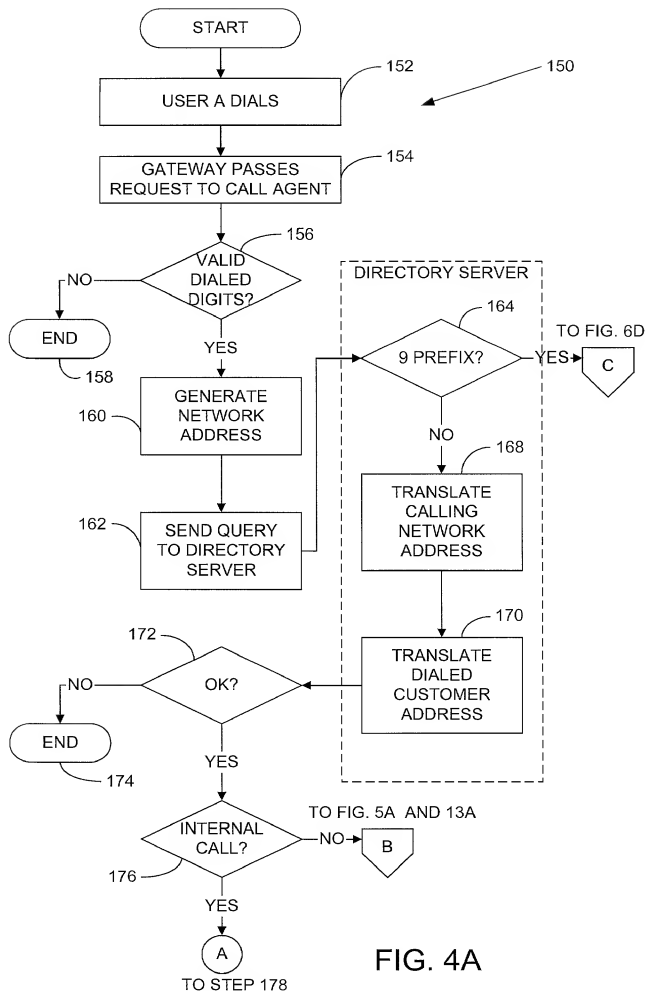 START
152
150
USER A DIALS
154
GATEWAY PASSES
REQUEST TO CALL AGENT
156
VALID
DIALED
DIGITS?
NO
END
158
YES
DIRECTORY SERVER
164
TO FIG. 6D
9 PREFIX?
YES
C
160
GENERATE
NETWORK
ADDRESS
NO
168
162
SEND QUERY
TO DIRECTORY
SERVER
TRANSLATE
CALLING
NETWORK
ADDRESS
170
TRANSLATE
DIALED
CUSTOMER
ADDRESS
172
OK?
NO
END
174
YES
TO FIG. 5A AND 13A
INTERNAL
CALL?
NO
B
176
YES
A
TO STEP 178
FIG. 4A